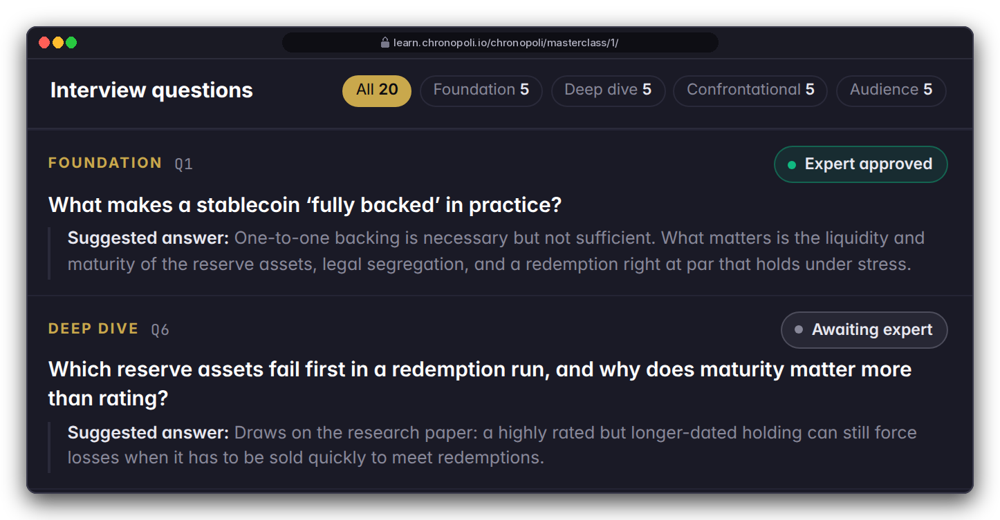 learn.chronopoli.io/chronopoli/masterclass/1/
Interview questions
All 20
Foundation 5
Deep dive 5
Confrontational 5
Audience 5
FOUNDATION Q1
Expert approved
What makes a stablecoin ‘fully backed’ in practice?
Suggested answer: One-to-one backing is necessary but not sufficient. What matters is the liquidity and
maturity of the reserve assets, legal segregation, and a redemption right at par that holds under stress.
DEEP DIVE Q6
Awaiting expert
Which reserve assets fail first in a redemption run, and why does maturity matter more
than rating?
Suggested answer: Draws on the research paper: a highly rated but longer-dated holding can still force
losses when it has to be sold quickly to meet redemptions.